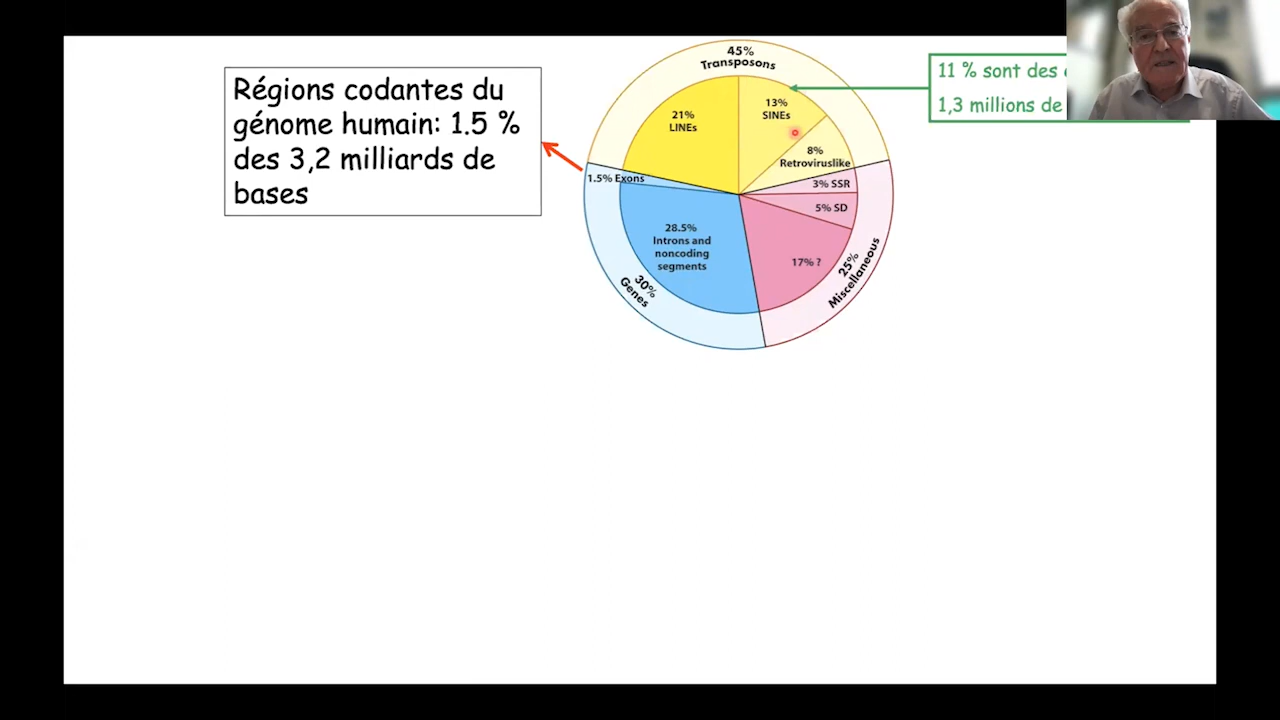 Régions codantes du
génome humain: 1.5 %
des 3,2 milliards de
bases
45%
Transposons
21%
LINEs
13%
SINEs
8%
Retroviruslike
3% SSR
5% SD
17% ?
25%
Miscellaneous
1.5% Exons
28.5%
Introns and
noncoding
segments
30%
Genes
11 % sont des
1,3 millions de